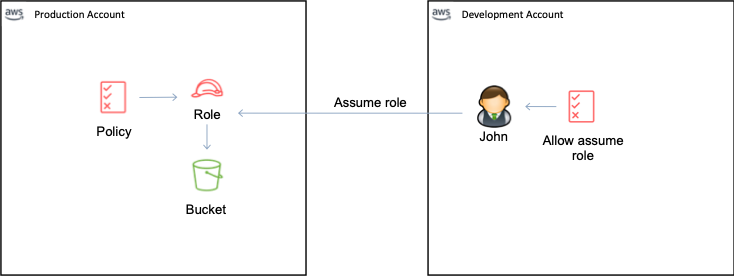 aws Production Account
aws Development Account
Policy
Role
Bucket
Assume role
John
Allow assume
role